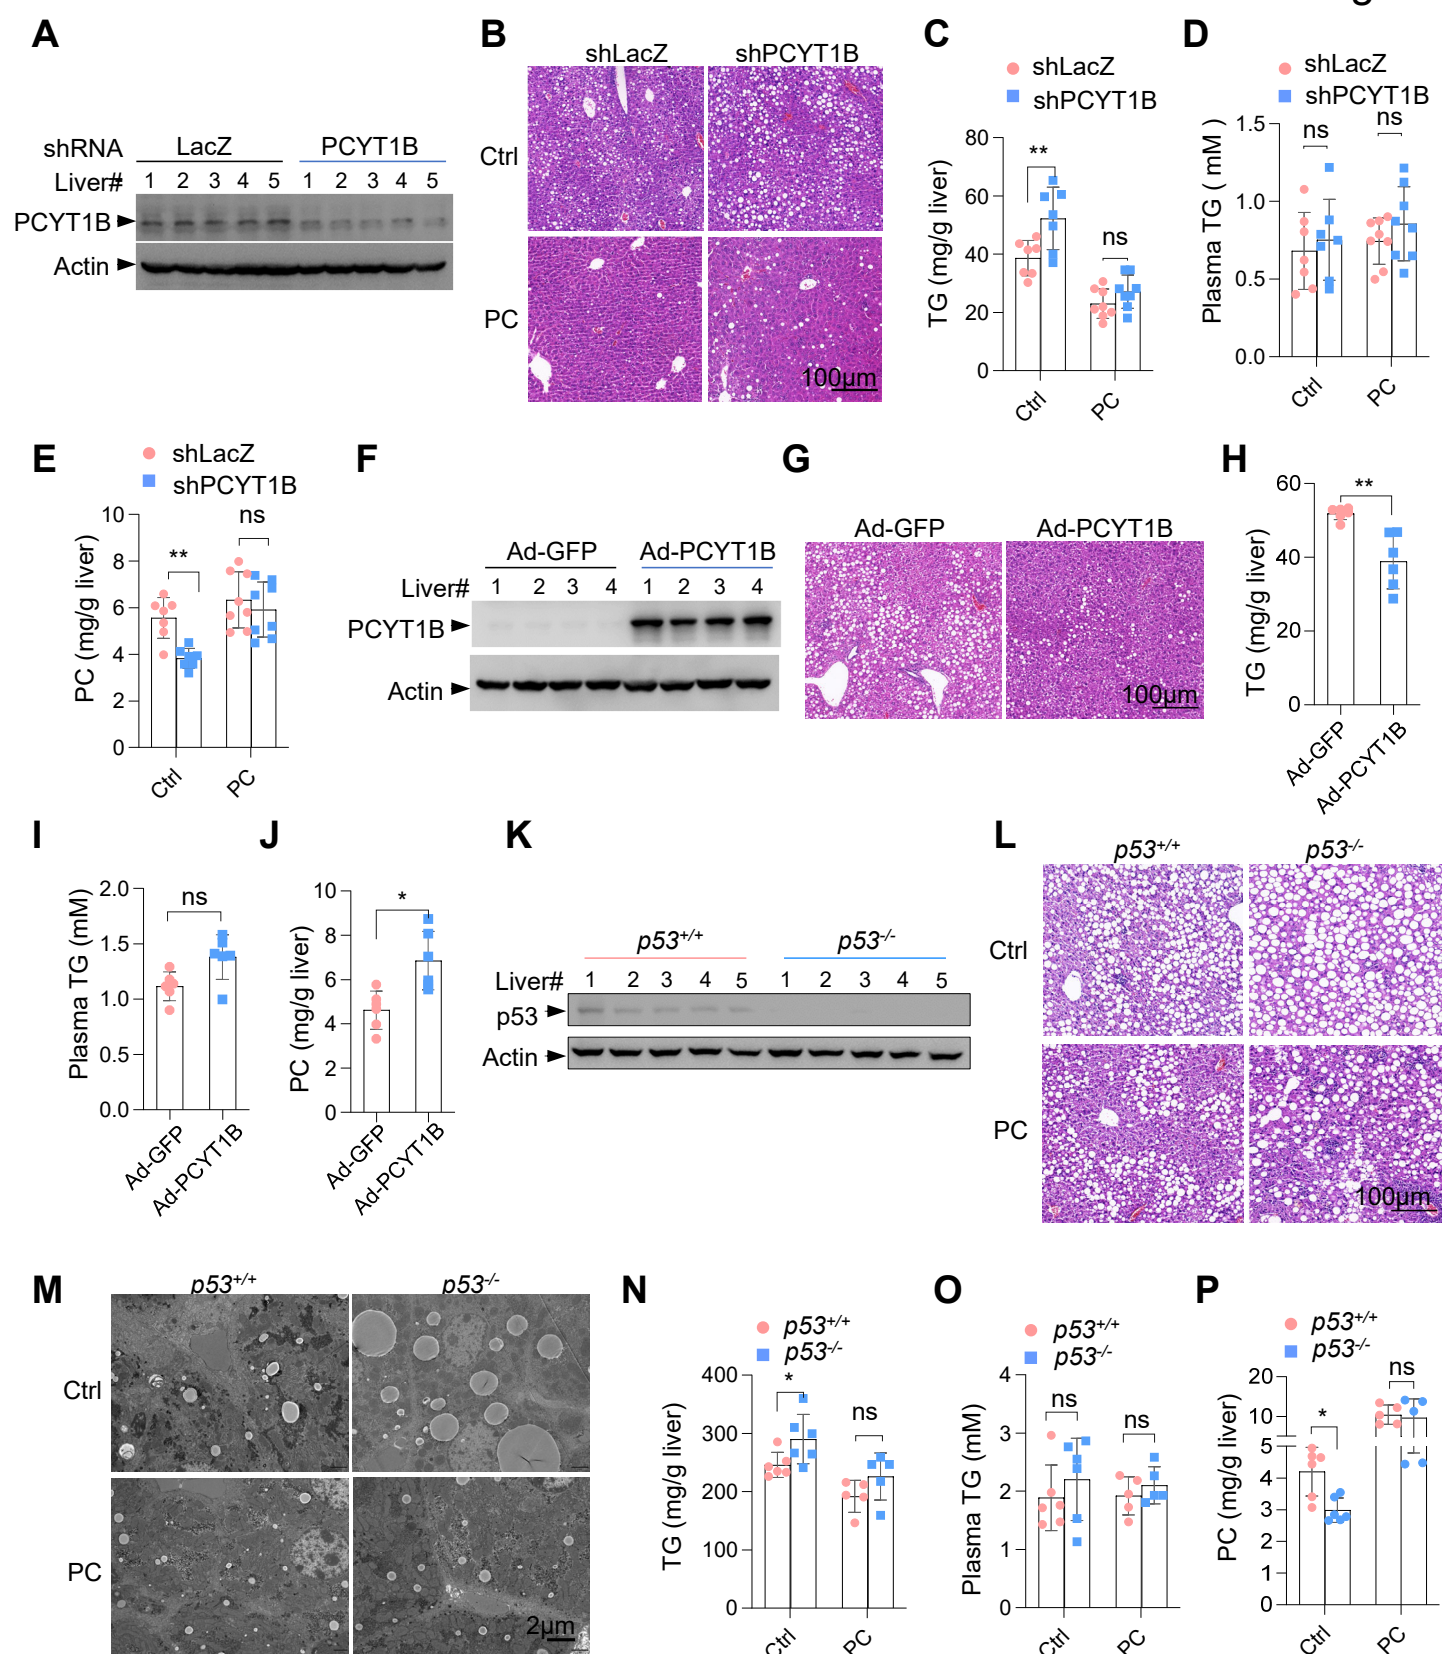 A
shRNA LacZ PCYT1B
Liver# 1 2 3 4 5 1 2 3 4 5
PCYT1B
Actin
B
shLacZ shPCYT1B
Ctrl
PC
100µm
C
shLacZ
shPCYT1B
TG (mg/g liver)
80
60
40
20
0
**
ns
Ctrl
PC
D
shLacZ
shPCYT1B
Plasma TG ( mM )
1.5
1.0
0.5
0.0
ns
ns
Ctrl
PC
E
shLacZ
shPCYT1B
PC (mg/g liver)
10
8
6
4
2
0
**
ns
Ctrl
PC
F
Ad-GFP Ad-PCYT1B
Liver# 1 2 3 4 1 2 3 4
PCYT1B
Actin
G
Ad-GFP Ad-PCYT1B
100µm
H
TG (mg/g liver)
60
40
20
0
**
Ad-GFP
Ad-PCYT1B
I
Plasma TG (mM)
2.0
1.5
1.0
0.5
0.0
ns
Ad-GFP
Ad-PCYT1B
J
PC (mg/g liver)
10
8
6
4
2
0
*
Ad-GFP
Ad-PCYT1B
K
p53+/+ p53-/-
Liver# 1 2 3 4 5 1 2 3 4 5
p53
Actin
L
p53+/+ p53-/-
Ctrl
PC
100µm
M
p53+/+ p53-/-
Ctrl
PC
2µm
N
p53+/+
p53-/-
TG (mg/g liver)
400
300
200
100
0
*
ns
Ctrl
PC
O
p53+/+
p53-/-
Plasma TG (mM)
4
3
2
1
0
ns
ns
Ctrl
PC
P
p53+/+
p53-/-
PC (mg/g liver)
20
10
5
4
3
2
1
0
*
ns
Ctrl
PC